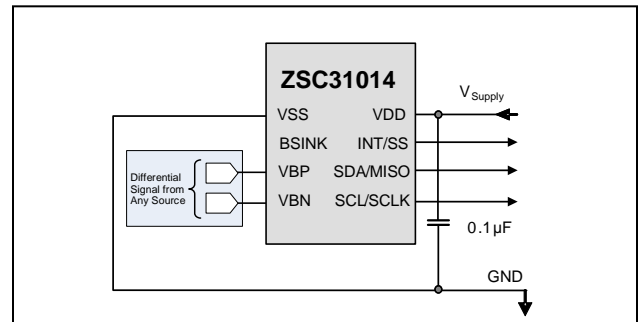 ZSC31014
VSS VDD
V_Supply
BSINK INT/SS
VBP SDA/MISO
VBN SCL/SCLK
Differential
Signal from
Any Source
0.1µF
GND